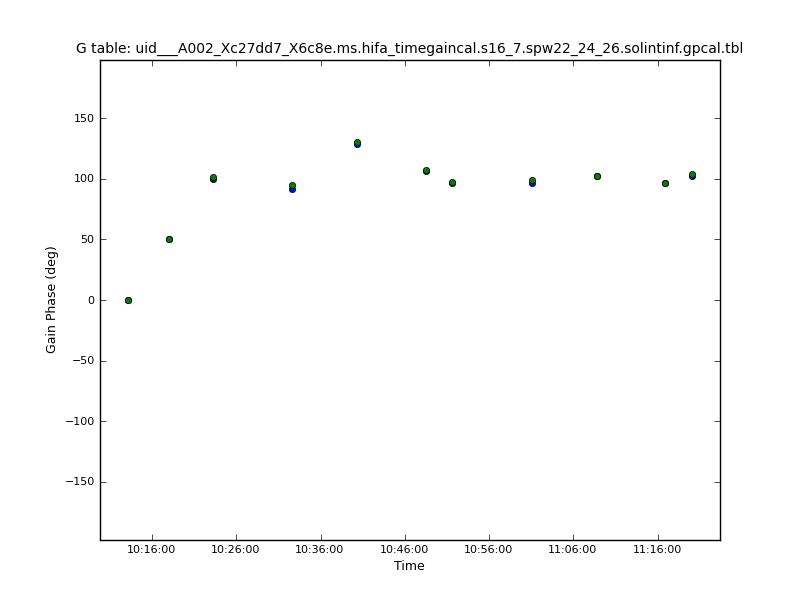 G table: uid___A002_Xc27dd7_X6c8e.ms.hifa_timegaincal.s16_7.spw22_24_26.solintinf.gpcal.tbl
150
100
50
0
−50
−100
−150
Gain Phase (deg)
10:16:00 10:26:00 10:36:00 10:46:00 10:56:00 11:06:00 11:16:00
Time